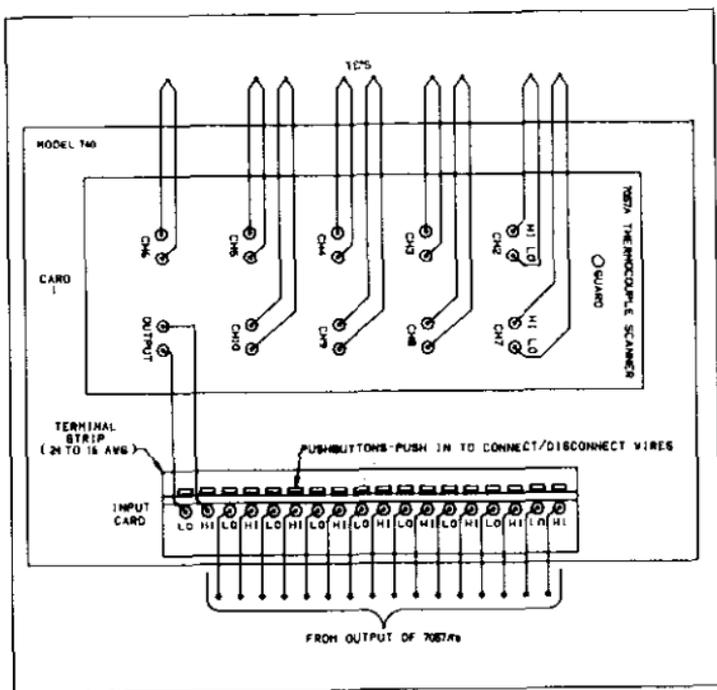 T/C'S
MODEL 740
7057A THERMOCOUPLE SCANNER
CH6
CH5
CH4
CH3
CH2
HI
LO
GUARD
CARD
1
OUTPUT
CH10
CH9
CH8
CH7
HI
LO
TERMINAL
STRIP
(24 TO 16 AWG)
PUSHBUTTONS-PUSH IN TO CONNECT/DISCONNECT WIRES
INPUT
CARD
LO HI LO HI LO HI LO HI LO HI LO HI LO HI LO HI LO HI
FROM OUTPUT OF 7057A's